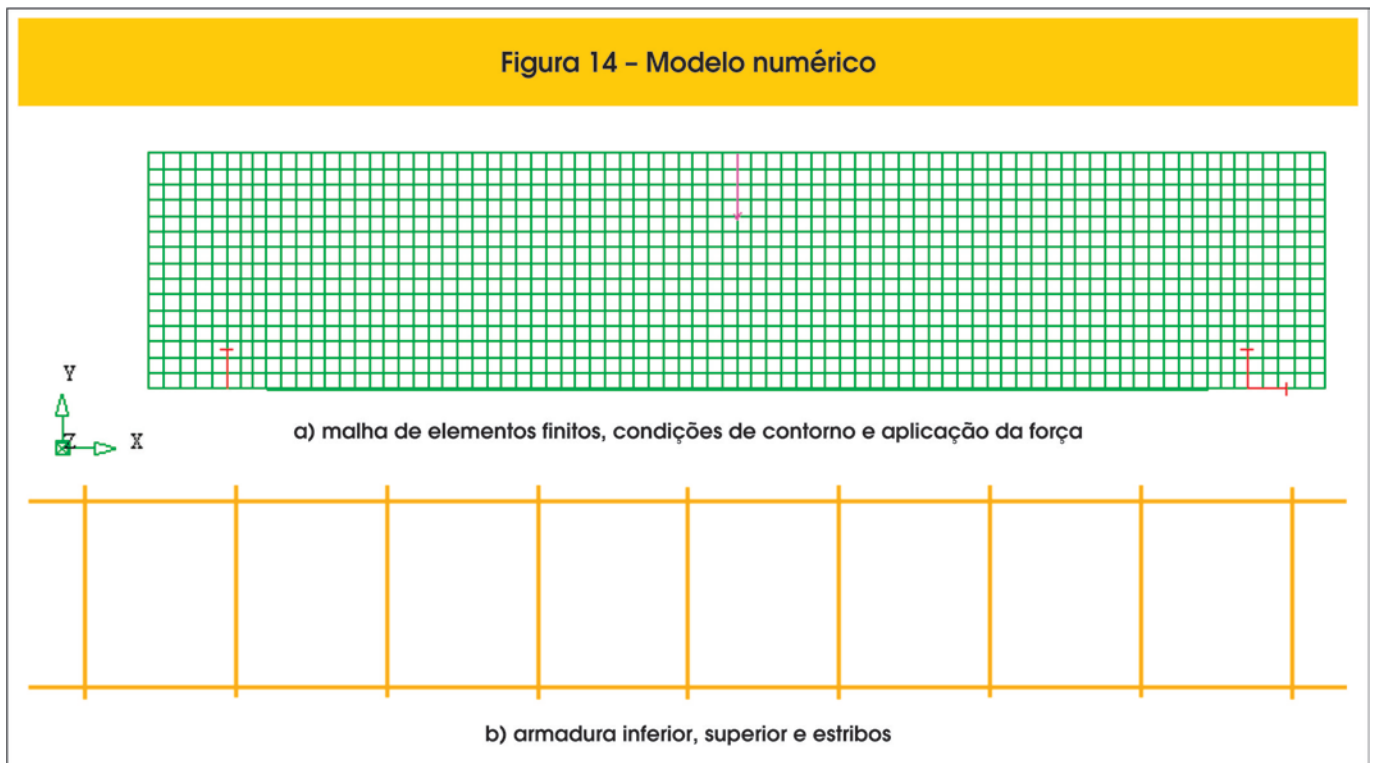 Figura 14 – Modelo numérico
Y
Z
X
a) malha de elementos finitos, condições de contorno e aplicação da força
b) armadura inferior, superior e estribos